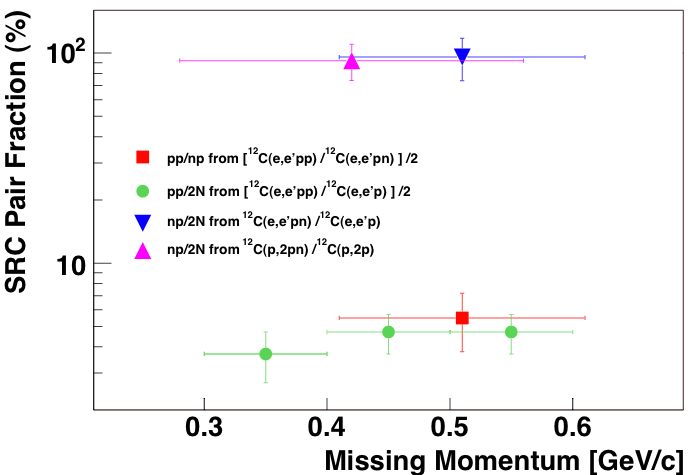 SRC Pair Fraction (%)
10²
10
pp/np from [ ¹²C(e,e'pp) / ¹²C(e,e'pn) ] /2
pp/2N from [ ¹²C(e,e'pp) / ¹²C(e,e'p) ] /2
np/2N from ¹²C(e,e'pn) / ¹²C(e,e'p)
np/2N from ¹²C(p,2pn) / ¹²C(p,2p)
0.3 0.4 0.5 0.6
Missing Momentum [GeV/c]